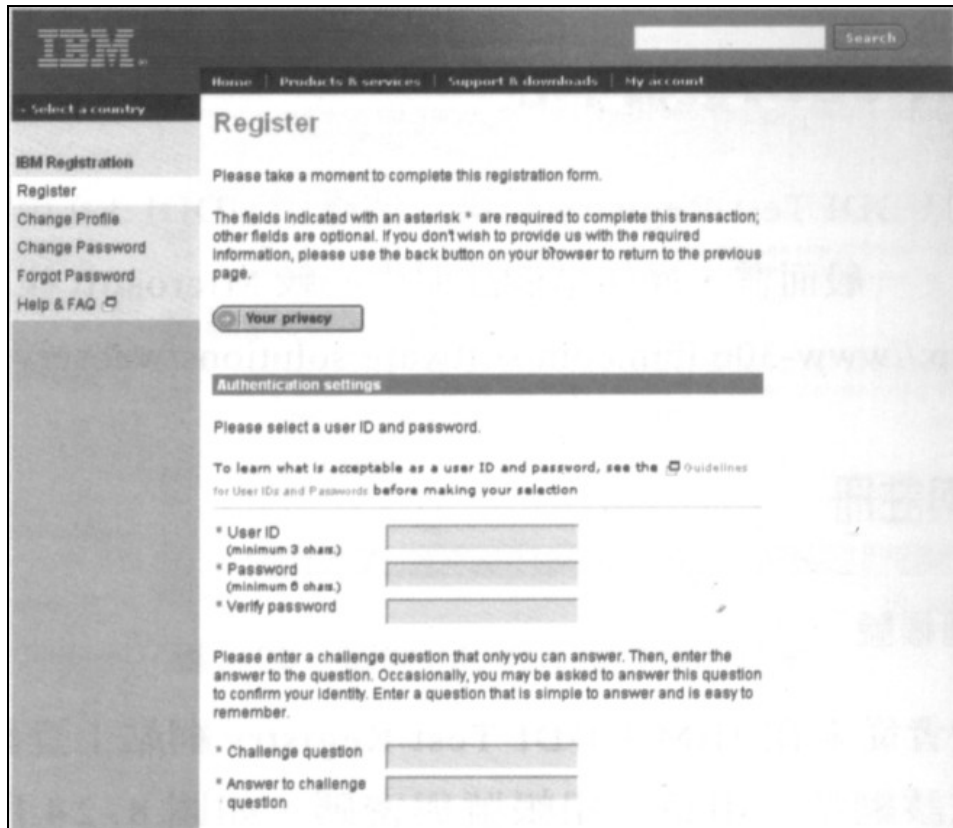 IBM
Search
Home | Products & services | Support & downloads | My account
Select a country
IBM Registration
Register
Change Profile
Change Password
Forgot Password
Help & FAQ
Register
Please take a moment to complete this registration form.
The fields indicated with an asterisk * are required to complete this transaction;
other fields are optional. If you don't wish to provide us with the required
information, please use the back button on your browser to return to the previous
page.
Your privacy
Authentication settings
Please select a user ID and password.
To learn what is acceptable as a user ID and password, see the Guidelines
for User IDs and Passwords before making your selection
* User ID
(minimum 3 chars.)
* Password
(minimum 6 chars.)
* Verify password
Please enter a challenge question that only you can answer. Then, enter the
answer to the question. Occasionally, you may be asked to answer this question
to confirm your identity. Enter a question that is simple to answer and is easy to
remember.
* Challenge question
* Answer to challenge
question